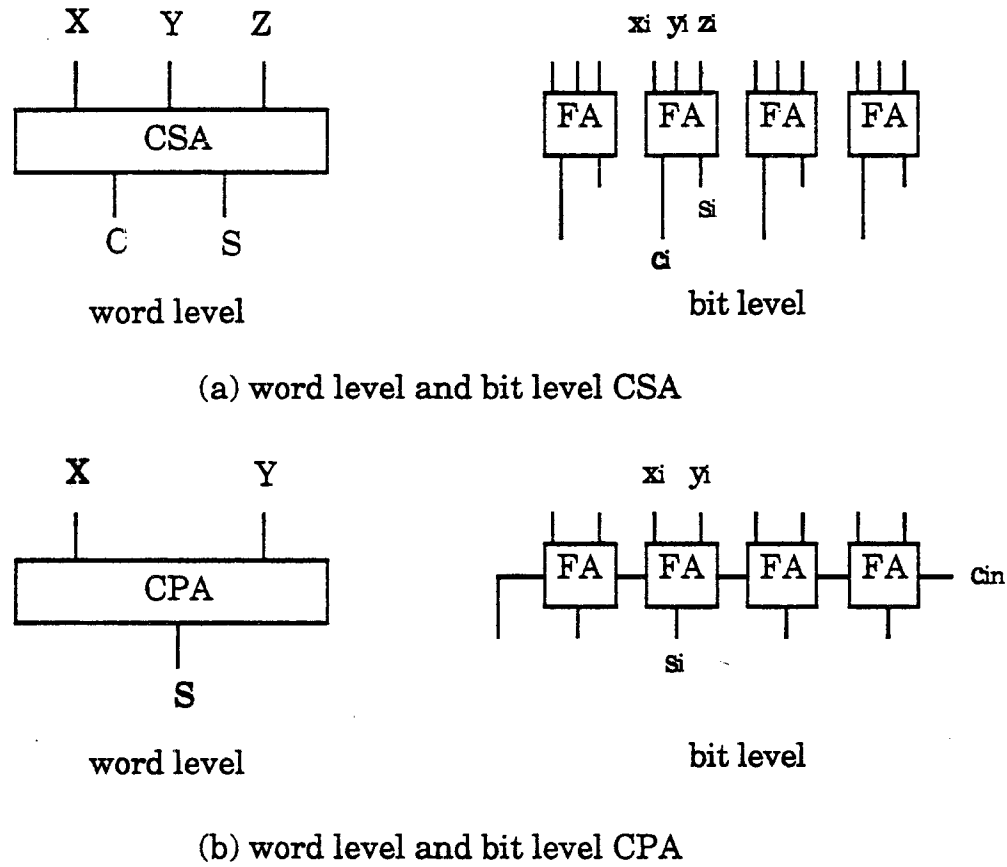 X Y Z
xi yi zi
CSA
FA FA FA FA
C S
si
ci
word level
bit level
(a) word level and bit level CSA
X Y
xi yi
CPA
FA FA FA FA
cin
S
si
word level
bit level
(b) word level and bit level CPA